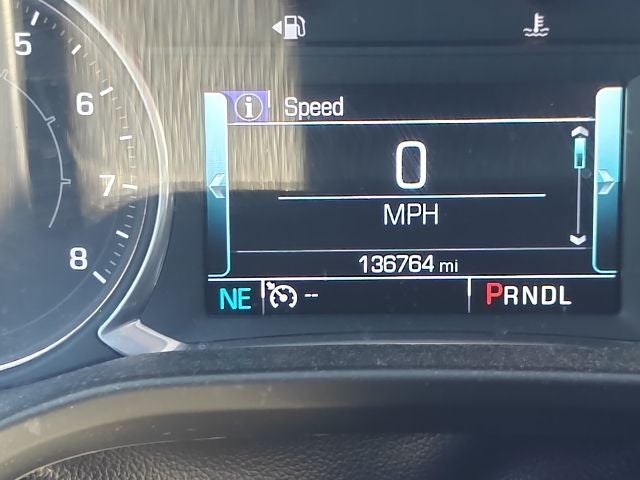 5
6
7
8
i Speed
0
MPH
136764 mi
NE -- PRNDL